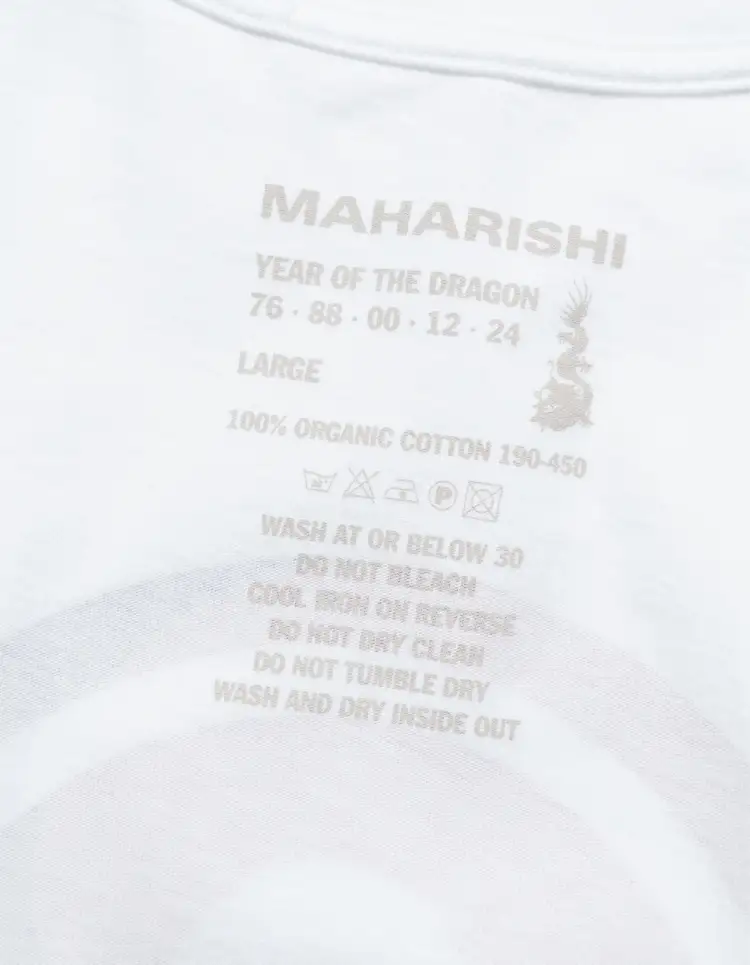 MAHARISHI
YEAR OF THE DRAGON
76 · 88 · 00 · 12 · 24
LARGE
100% ORGANIC COTTON 190-450
P
WASH AT OR BELOW 30
DO NOT BLEACH
COOL IRON ON REVERSE
DO NOT DRY CLEAN
DO NOT TUMBLE DRY
WASH AND DRY INSIDE OUT